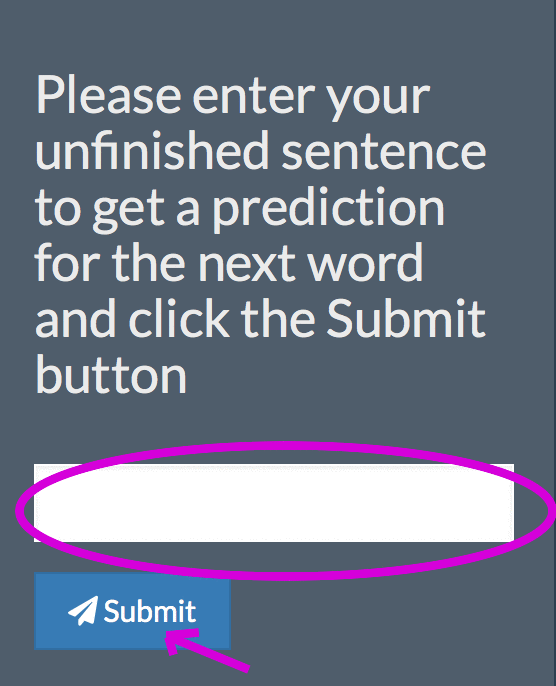 Please enter your
unfinished sentence
to get a prediction
for the next word
and click the Submit
button
Submit